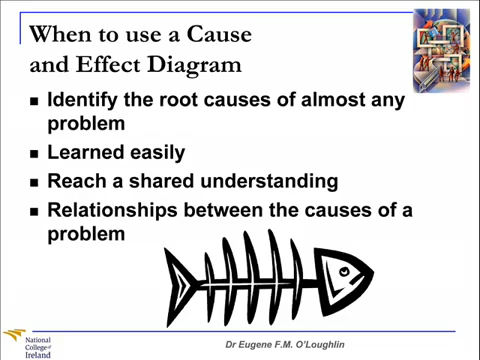 When to use a Cause
and Effect Diagram
Identify the root causes of almost any
problem
Learned easily
Reach a shared understanding
Relationships between the causes of a
problem
National
College of
Ireland
Dr Eugene F.M. O'Loughlin